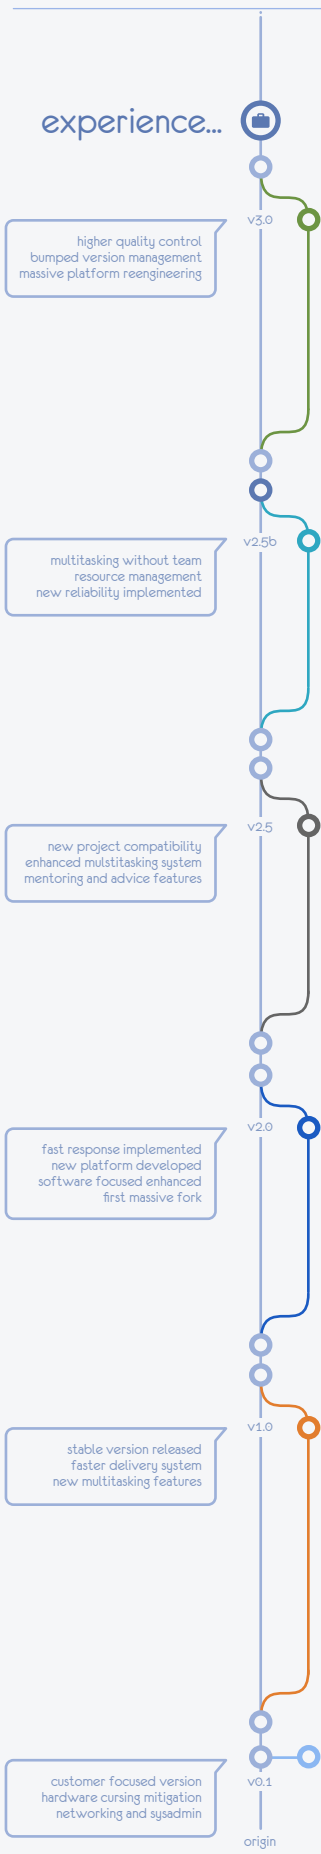 experience...
v3.0
higher quality control
bumped version management
massive platform reengineering
v2.5b
multitasking without team
resource management
new reliability implemented
v2.5
new project compatibility
enhanced mulstitasking system
mentoring and advice features
v2.0
fast response implemented
new platform developed
software focused enhanced
first massive fork
v1.0
stable version released
faster delivery system
new multitasking features
v0.1
customer focused version
hardware cursing mitigation
networking and sysadmin
origin